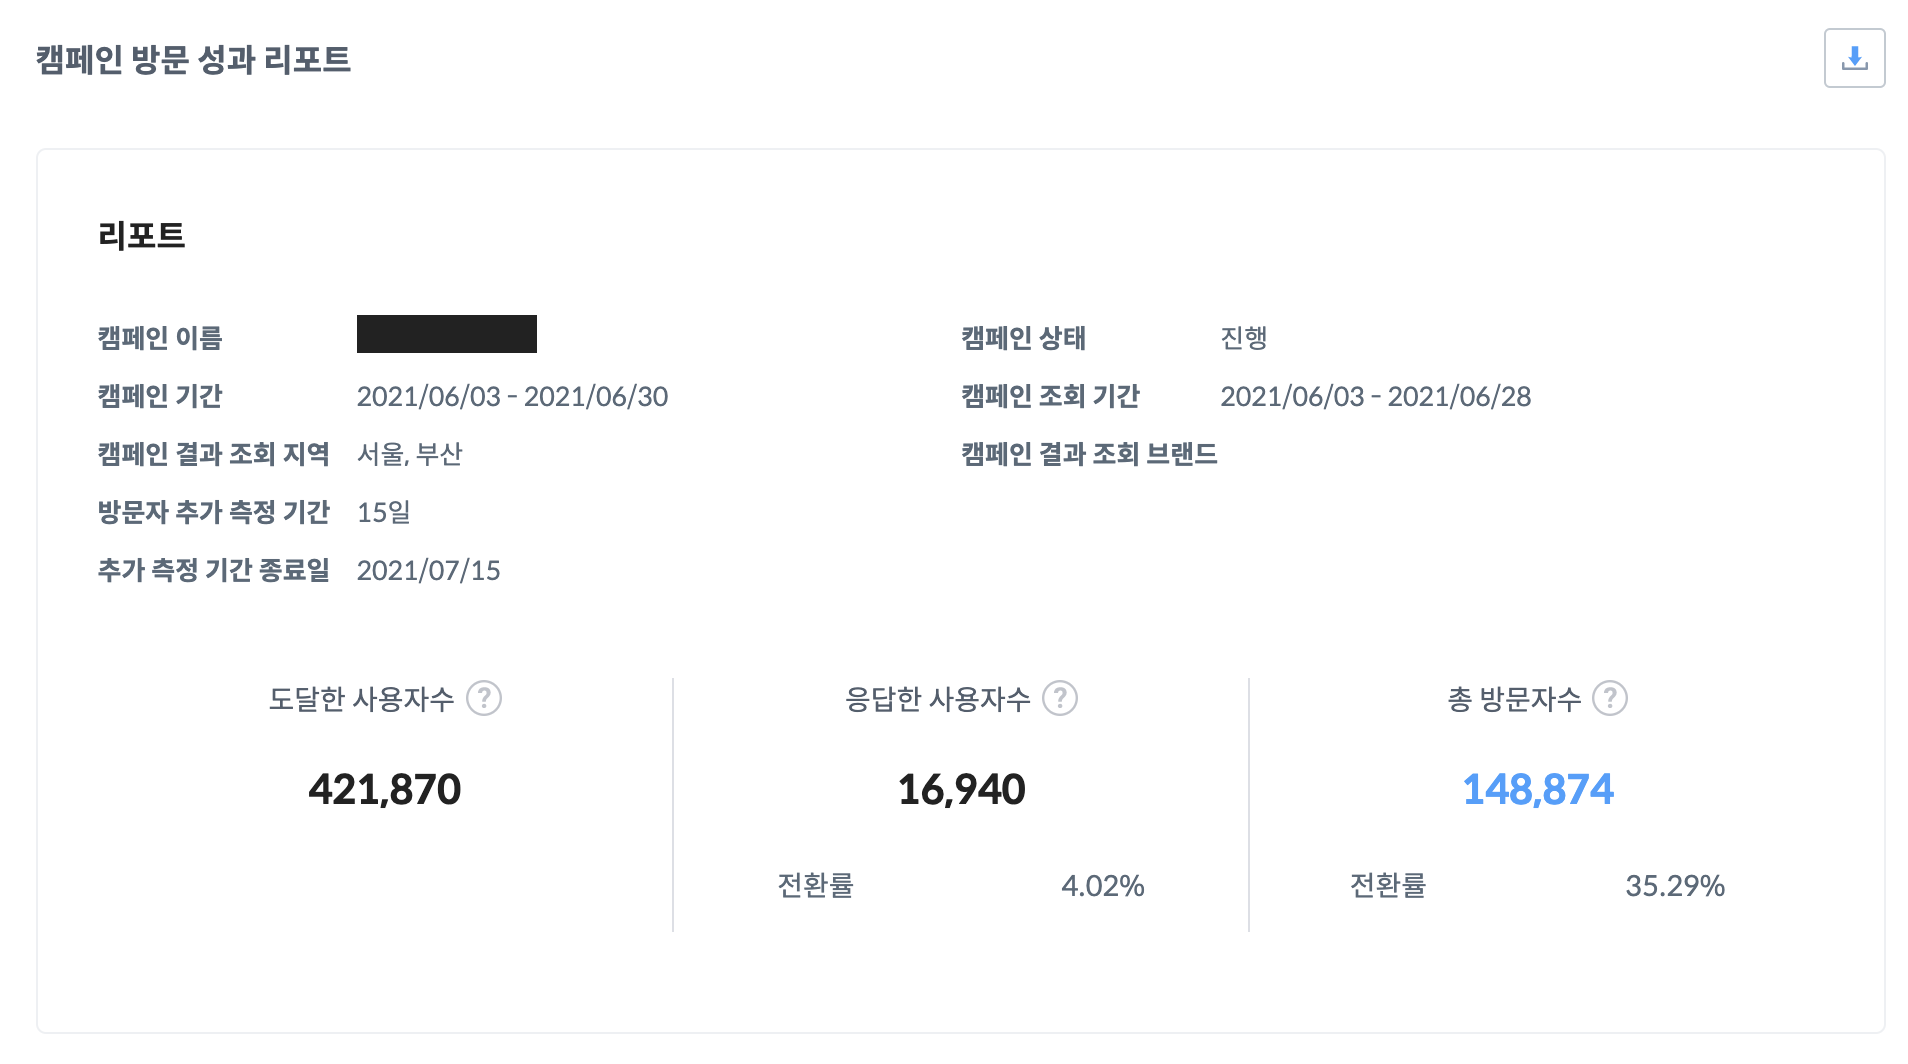 캠페인 방문 성과 리포트
리포트
캠페인 이름
캠페인 상태 진행
캠페인 기간 2021/06/03 - 2021/06/30
캠페인 조회 기간 2021/06/03 - 2021/06/28
캠페인 결과 조회 지역 서울, 부산
캠페인 결과 조회 브랜드
방문자 추가 측정 기간 15일
추가 측정 기간 종료일 2021/07/15
도달한 사용자수 ?
421,870
응답한 사용자수 ?
16,940
전환률 4.02%
총 방문자수 ?
148,874
전환률 35.29%